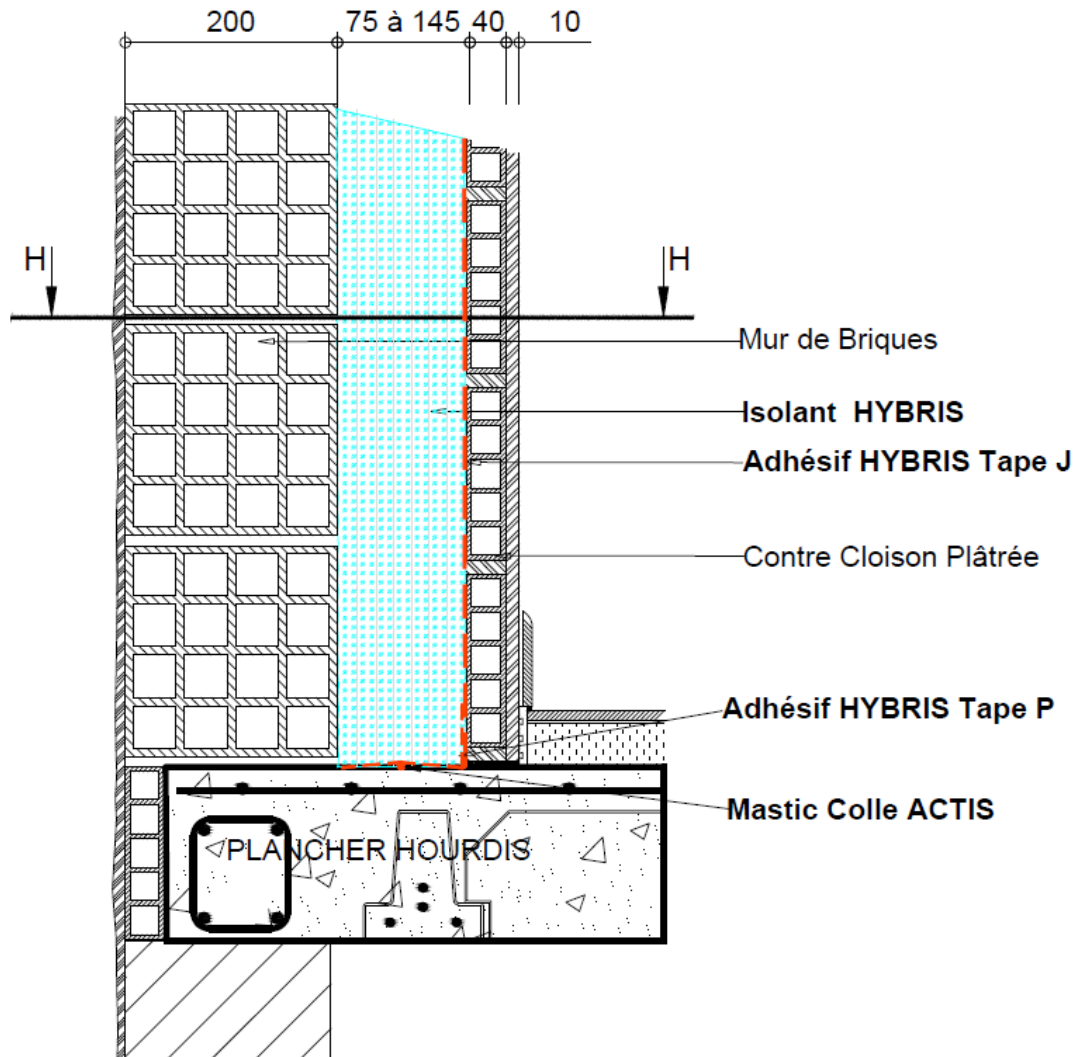 200 75 à 145 40 10
H H
Mur de Briques
Isolant HYBRIS
Adhésif HYBRIS Tape J
Contre Cloison Plâtrée
Adhésif HYBRIS Tape P
Mastic Colle ACTIS
PLANCHER HOURDIS